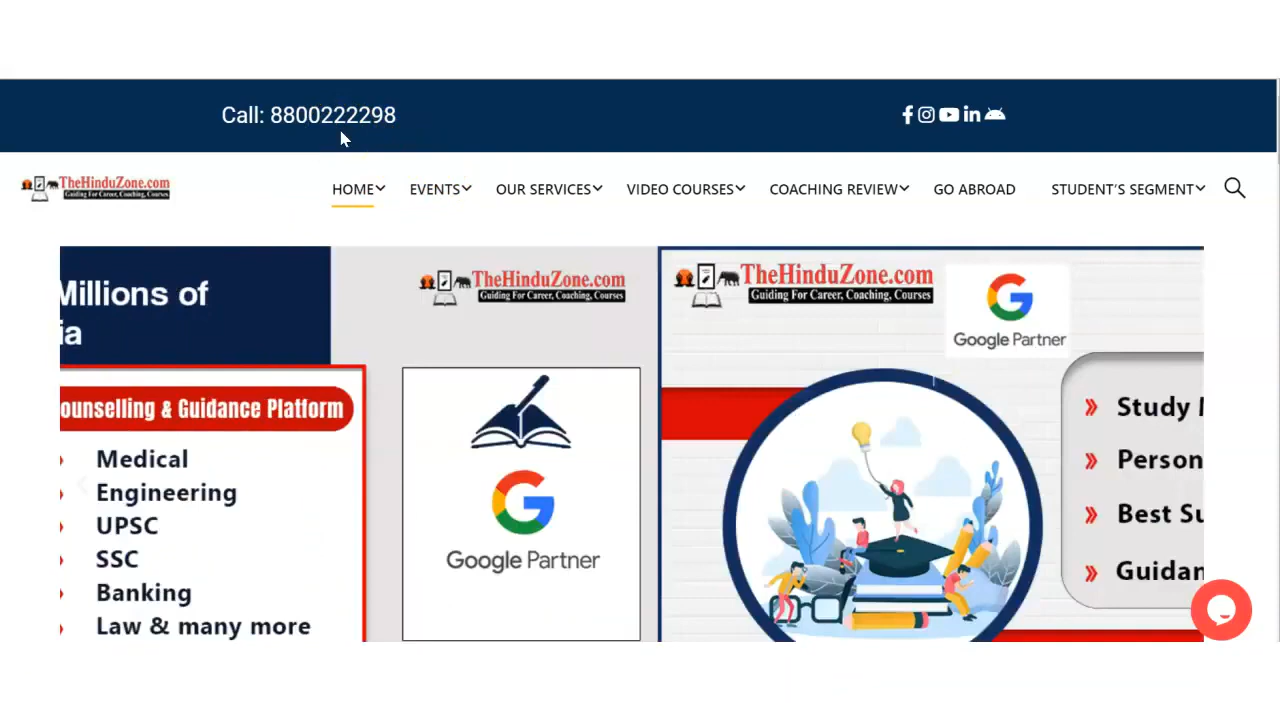 Call: 8800222298
TheHinduZone.com
Guiding For Career, Coaching, Courses
HOME
EVENTS
OUR SERVICES
VIDEO COURSES
COACHING REVIEW
GO ABROAD
STUDENT'S SEGMENT
Millions of
ia
ounselling & Guidance Platform
Medical
Engineering
UPSC
SSC
Banking
Law & many more
TheHinduZone.com
Guiding For Career, Coaching, Courses
Google Partner
TheHinduZone.com
Guiding For Career, Coaching, Courses
Google Partner
Study
Person
Best Su
Guidan